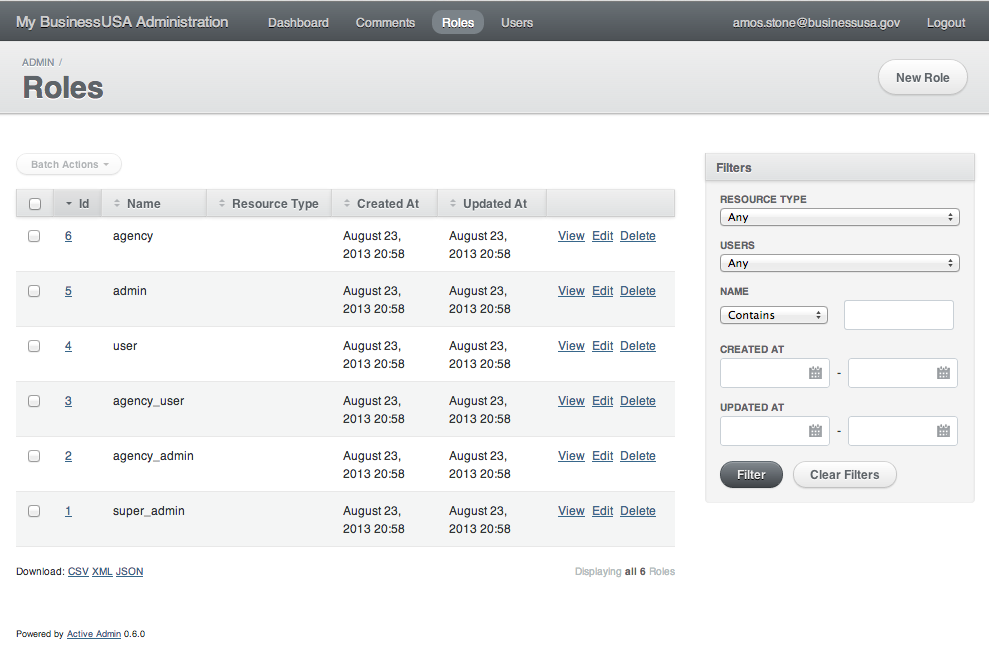 My BusinessUSA Administration Dashboard Comments Roles Users amos.stone@businessusa.gov Logout
ADMIN /
Roles
New Role
Batch Actions
Id Name Resource Type Created At Updated At
6 agency August 23, 2013 20:58 August 23, 2013 20:58 View Edit Delete
5 admin August 23, 2013 20:58 August 23, 2013 20:58 View Edit Delete
4 user August 23, 2013 20:58 August 23, 2013 20:58 View Edit Delete
3 agency_user August 23, 2013 20:58 August 23, 2013 20:58 View Edit Delete
2 agency_admin August 23, 2013 20:58 August 23, 2013 20:58 View Edit Delete
1 super_admin August 23, 2013 20:58 August 23, 2013 20:58 View Edit Delete
Download: CSV XML JSON
Displaying all 6 Roles
Filters
RESOURCE TYPE
Any
USERS
Any
NAME
Contains
CREATED AT
-
UPDATED AT
-
Filter Clear Filters
Powered by Active Admin 0.6.0